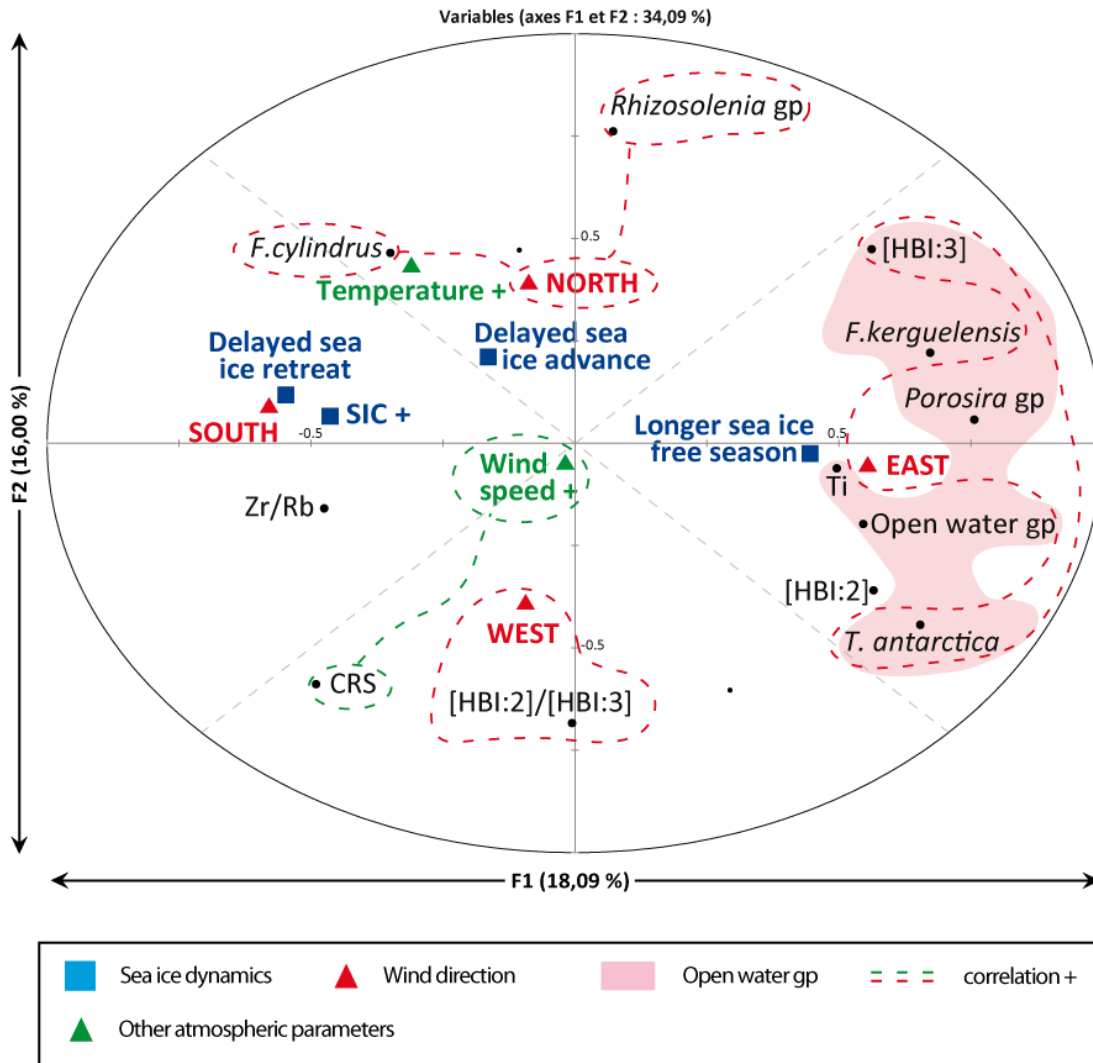 Variables (axes F1 et F2 : 34,09 %)
Rhizosolenia gp
F.cylindrus
0.5
[HBI:3]
Temperature +
NORTH
F.kerguelensis
Delayed sea
ice retreat
Delayed sea
ice advance
Porosira gp
SIC +
SOUTH
-0.5
Longer sea ice
free season
0.5
Wind
speed +
EAST
Ti
Zr/Rb
Open water gp
[HBI:2]
WEST
-0.5
T. antarctica
CRS
[HBI:2]/[HBI:3]
F2 (16,00 %)
F1 (18,09 %)
Sea ice dynamics
Wind direction
Open water gp
correlation +
Other atmospheric parameters